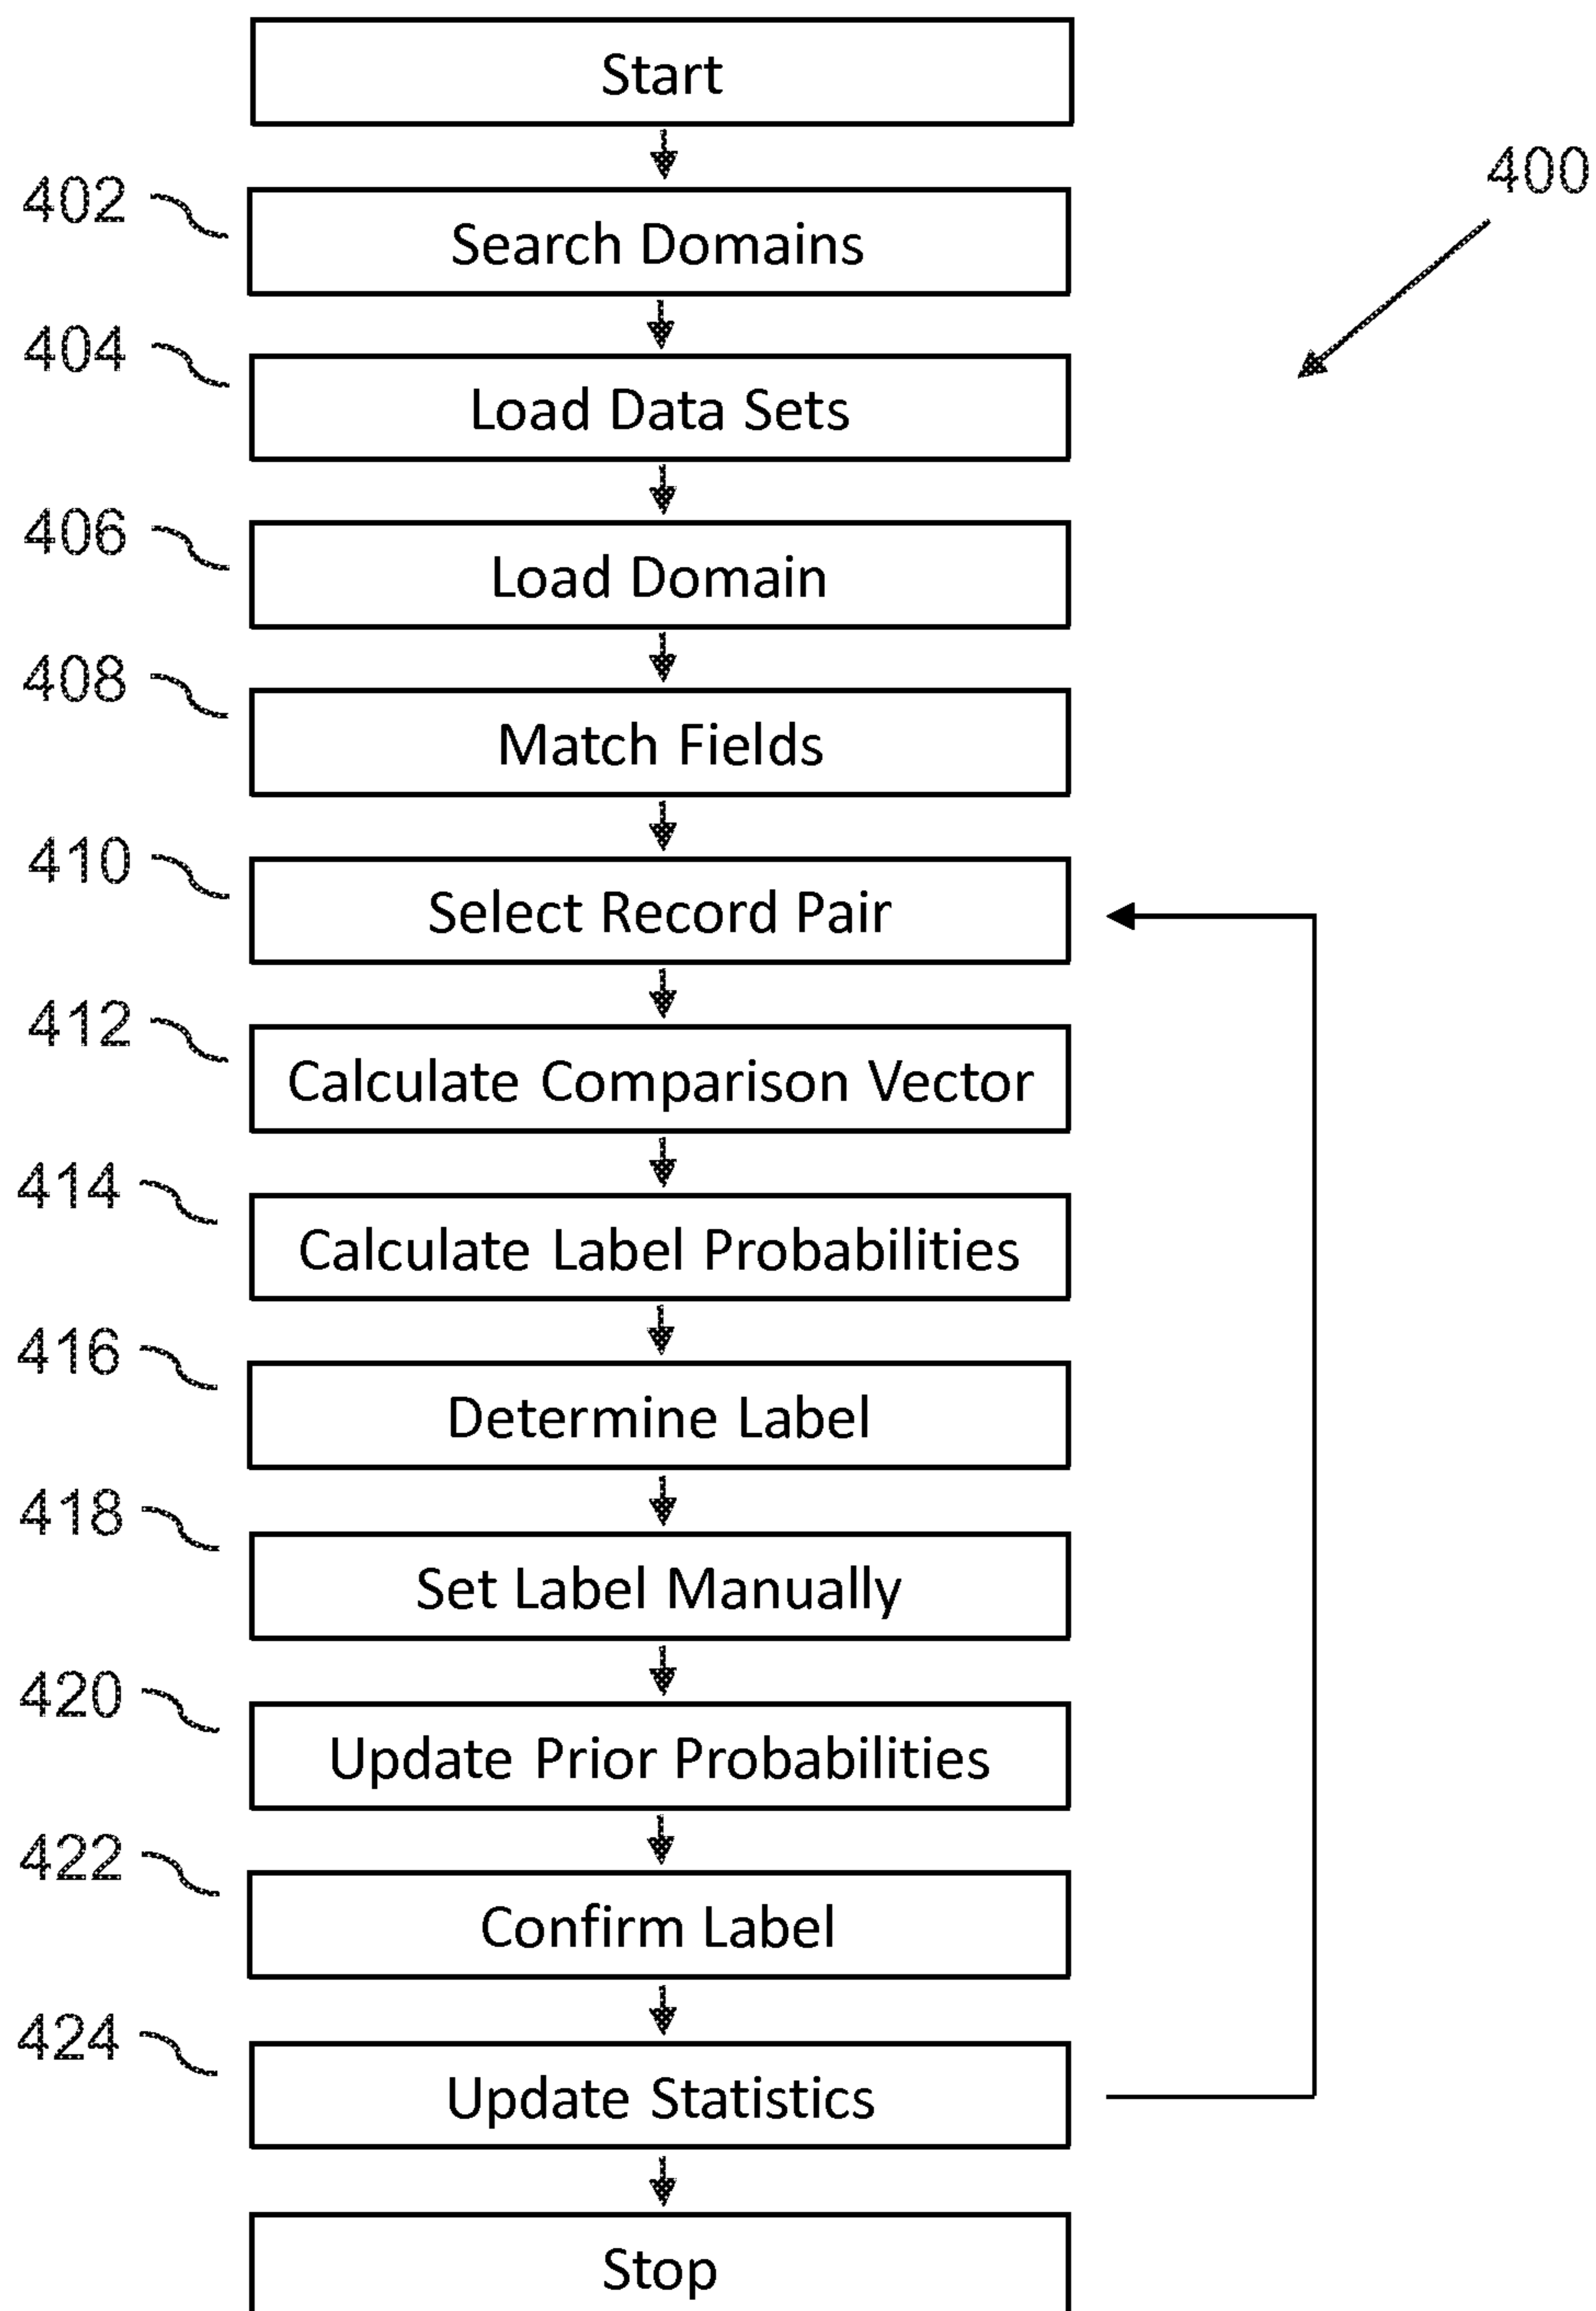 Start
400
402
Search Domains
404
Load Data Sets
406
Load Domain
408
Match Fields
410
Select Record Pair
412
Calculate Comparison Vector
414
Calculate Label Probabilities
416
Determine Label
418
Set Label Manually
420
Update Prior Probabilities
422
Confirm Label
424
Update Statistics
Stop